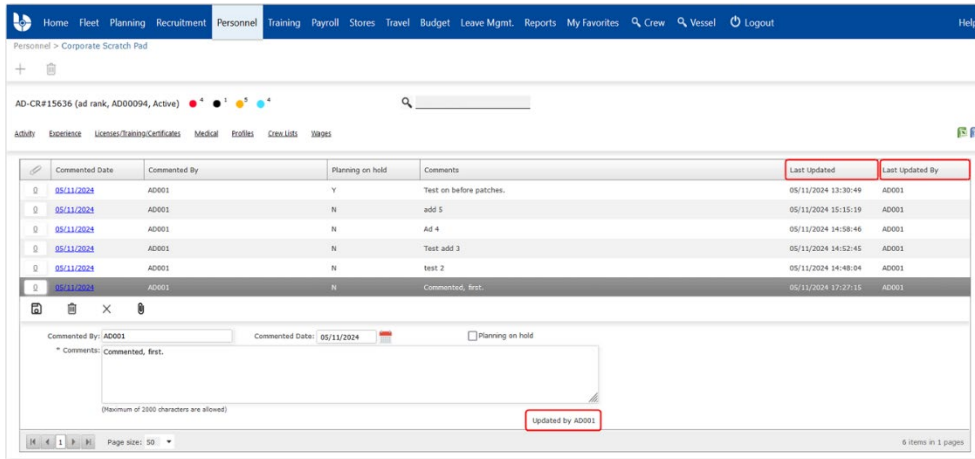 Home Fleet Planning Recruitment Personnel Training Payroll Stores Travel Budget Leave Mgmt. Reports My Favorites Crew Vessel Logout Help
Personnel > Corporate Scratch Pad
AD-CR#15636 (ad rank, AD00094, Active) 4 1 5 4
Activity Experience Licenses/Training/Certificates Medical Profiles Crew Lists Wages
Commented Date Commented By Planning on hold Comments Last Updated Last Updated By
0 05/11/2024 AD001 Y Test on before patches. 05/11/2024 13:30:49 AD001
0 05/11/2024 AD001 N add 5 05/11/2024 15:15:19 AD001
0 05/11/2024 AD001 N Ad 4 05/11/2024 14:58:46 AD001
0 05/11/2024 AD001 N Test add 3 05/11/2024 14:52:45 AD001
0 05/11/2024 AD001 N test 2 05/11/2024 14:48:04 AD001
0 05/11/2024 AD001 N Commented, first. 05/11/2024 17:27:15 AD001
Commented By: AD001 Commented Date: 05/11/2024 Planning on hold
* Comments: Commented, first.
(Maximum of 2000 characters are allowed)
Updated by AD001
1 Page size: 50 6 items in 1 pages